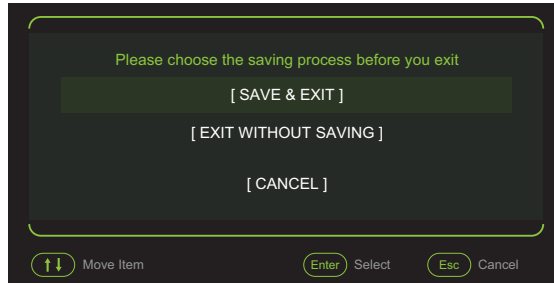 Please choose the saving process before you exit
[ SAVE & EXIT ]
[ EXIT WITHOUT SAVING ]
[ CANCEL ]
↑↓ Move Item Enter Select Esc Cancel